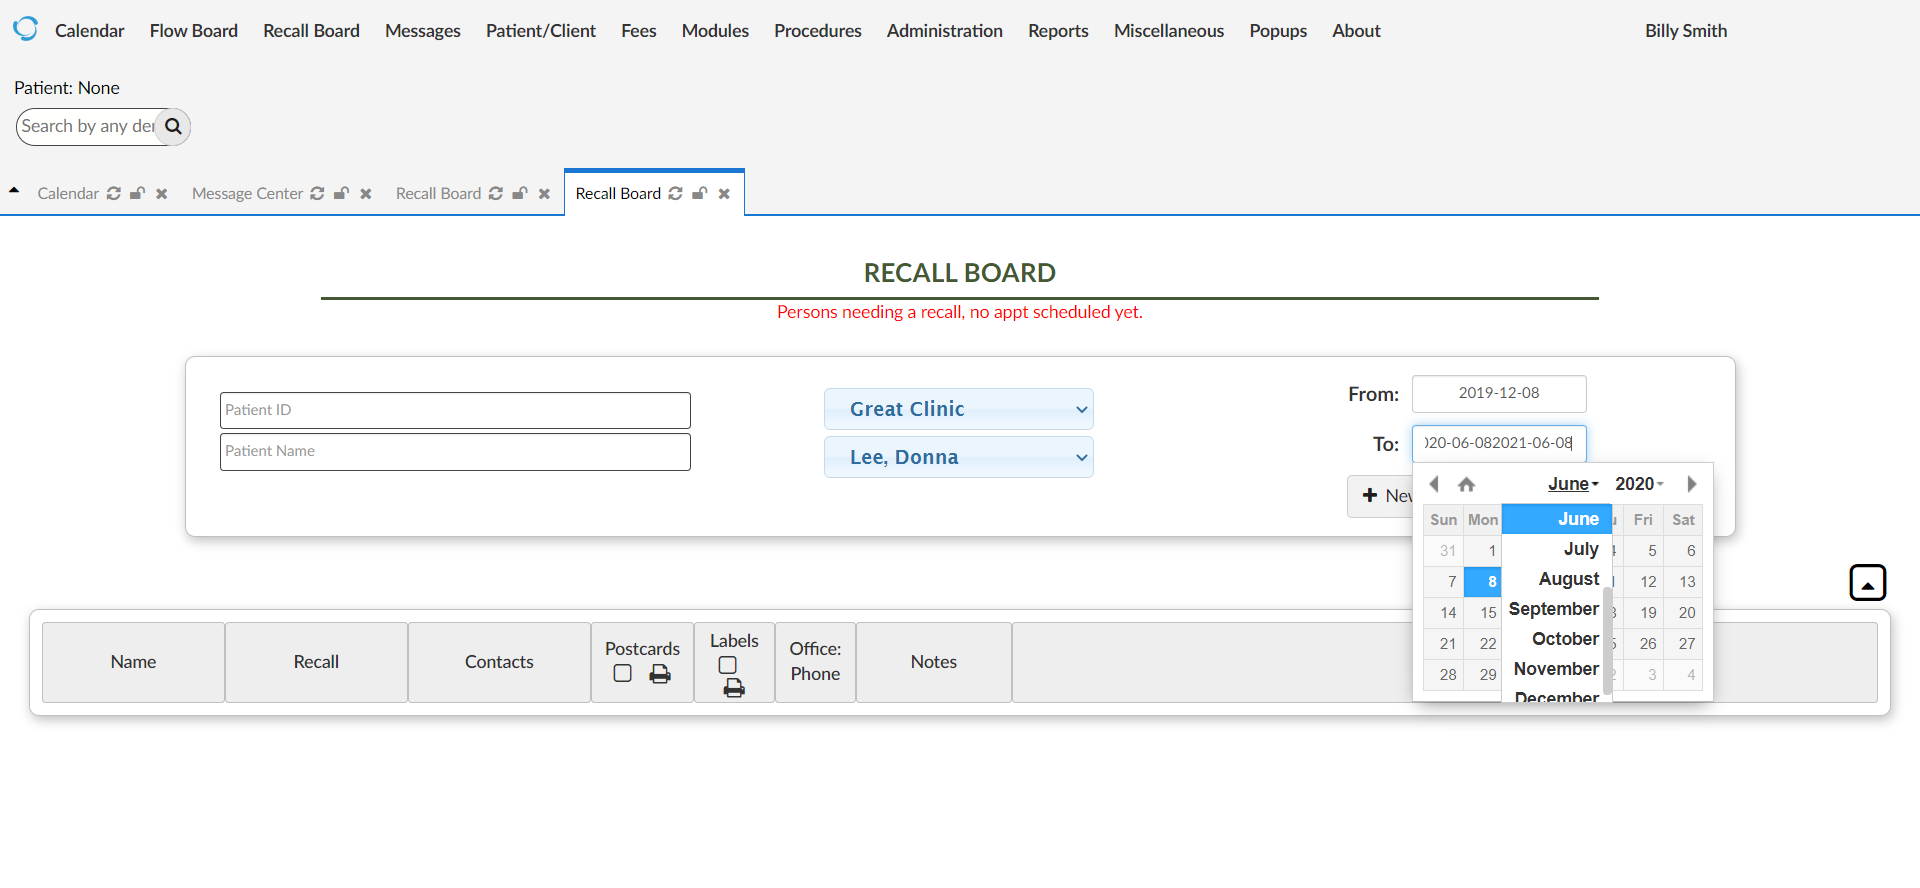 Calendar Flow Board Recall Board Messages Patient/Client Fees Modules Procedures Administration Reports Miscellaneous Popups About Billy Smith
Patient: None
Search by any der
Calendar Message Center Recall Board Recall Board
RECALL BOARD
Persons needing a recall, no appt scheduled yet.
Patient ID
Patient Name
Great Clinic
Lee, Donna
From: 2019-12-08
To: 020-06-082021-06-08
New
June 2020
Sun Mon Fri Sat
31 1 5 6
7 8 12 13
14 15 19 20
21 22 26 27
28 29 3 4
June
July
August
September
October
November
December
Name Recall Contacts Postcards Labels Office: Phone Notes